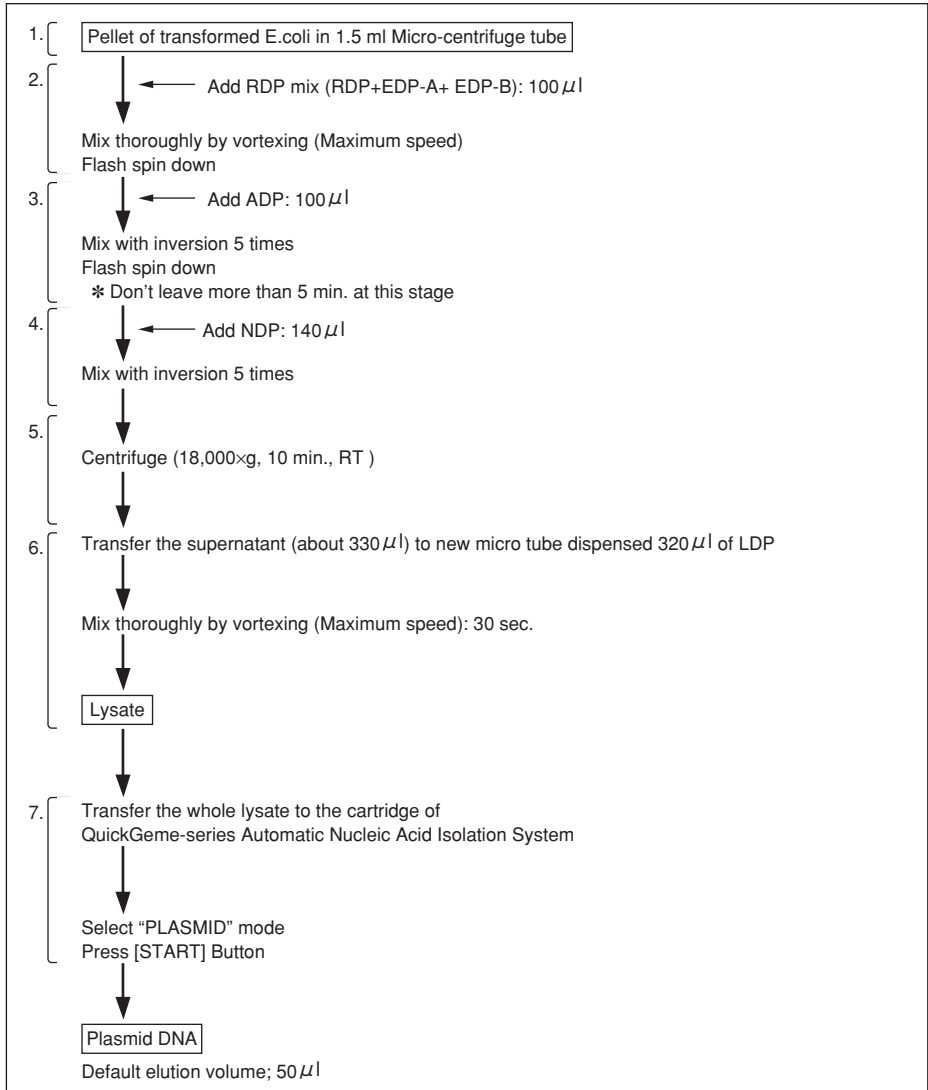 1.
Pellet of transformed E.coli in 1.5 ml Micro-centrifuge tube
2.
Add RDP mix (RDP+EDP-A+ EDP-B): 100μl
Mix thoroughly by vortexing (Maximum speed)
Flash spin down
3.
Add ADP: 100μl
Mix with inversion 5 times
Flash spin down
✽ Don't leave more than 5 min. at this stage
4.
Add NDP: 140μl
Mix with inversion 5 times
5.
Centrifuge (18,000×g, 10 min., RT )
6.
Transfer the supernatant (about 330μl) to new micro tube dispensed 320μl of LDP
Mix thoroughly by vortexing (Maximum speed): 30 sec.
Lysate
7.
Transfer the whole lysate to the cartridge of
QuickGeme-series Automatic Nucleic Acid Isolation System
Select “PLASMID” mode
Press [START] Button
Plasmid DNA
Default elution volume; 50μl